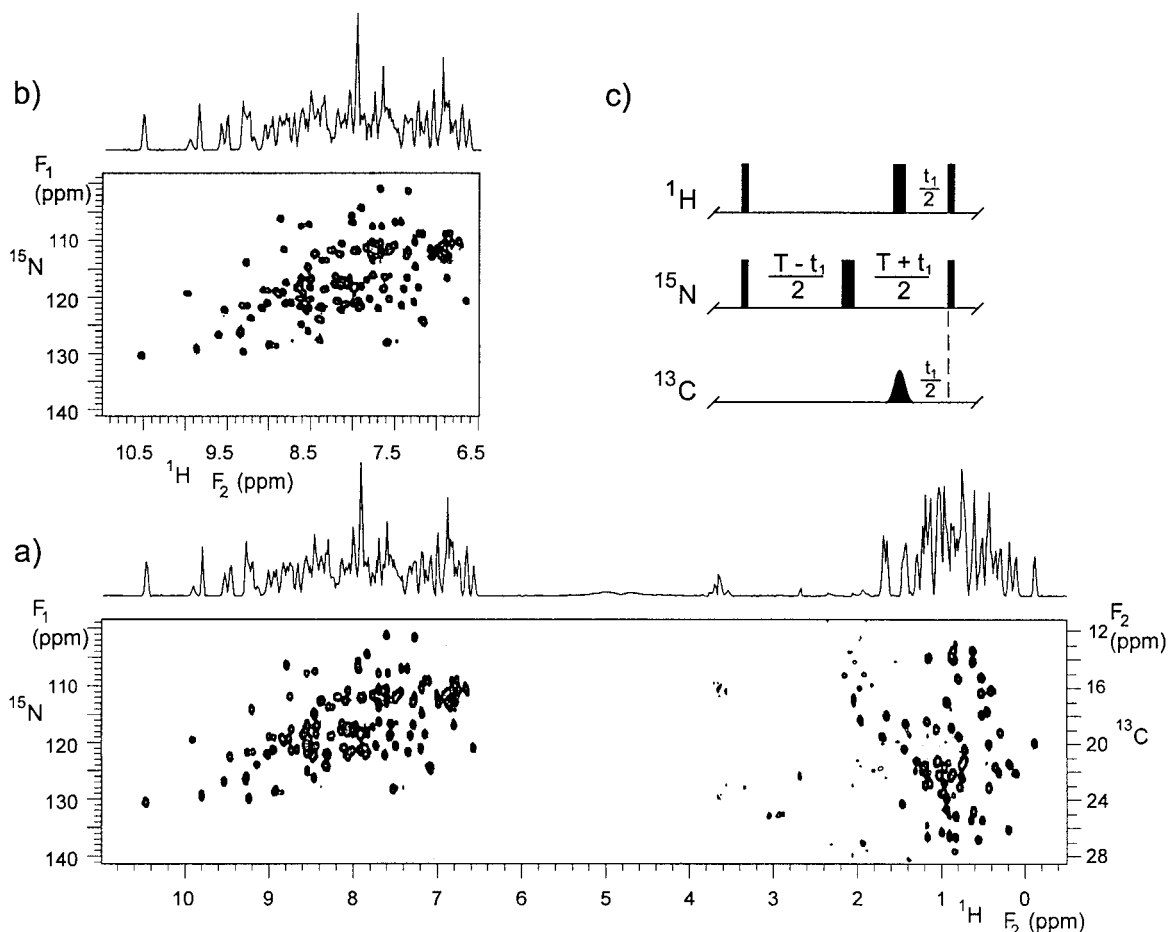 b)
F1
(ppm)
15N
110
120
130
140
10.5 9.5 8.5 7.5 6.5
1H F2 (ppm)
c)
1H
t1
2
15N
T - t1
2
T + t1
2
13C
t1
2
a)
F1
(ppm)
15N
110
120
130
140
F2
(ppm)
12
16
13C
20
24
28
10 9 8 7 6 5 4 3 2 1 0
1H F2 (ppm)